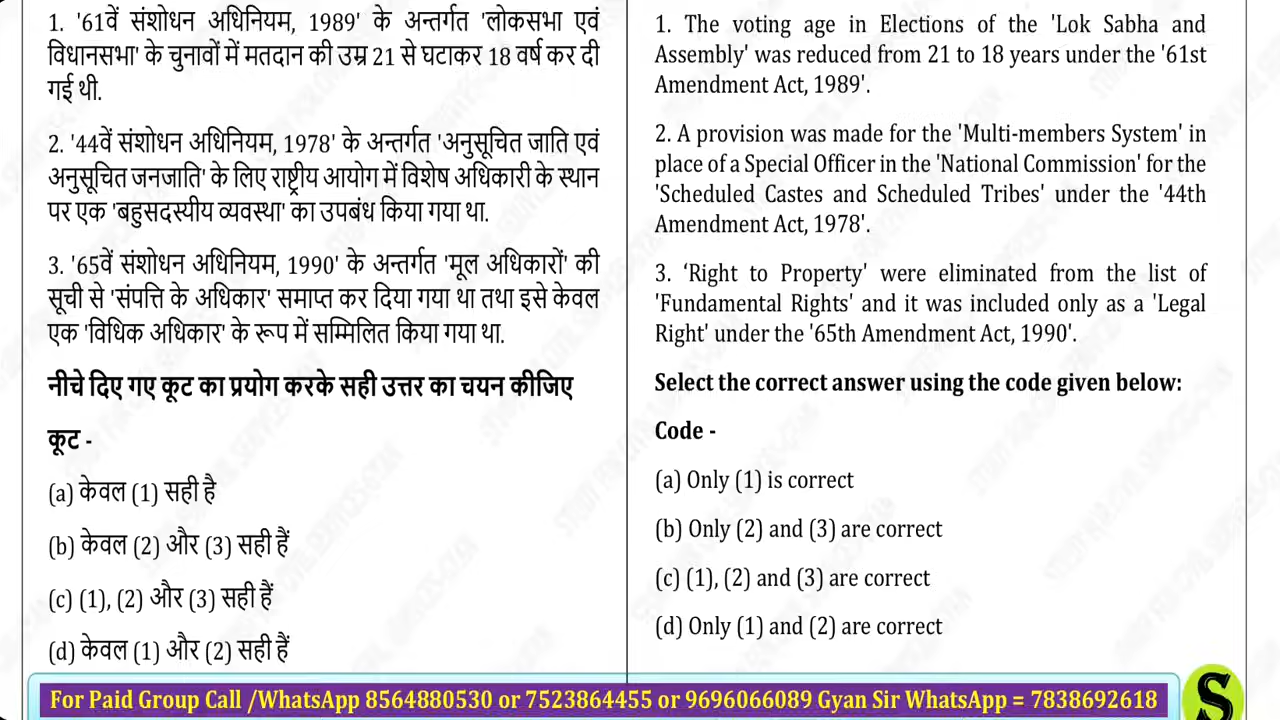 1. '61वें संशोधन अधिनियम, 1989' के अन्तर्गत 'लोकसभा एवं
विधानसभा' के चुनावों में मतदान की उम्र 21 से घटाकर 18 वर्ष कर दी
गई थी.
2. '44वें संशोधन अधिनियम, 1978' के अन्तर्गत 'अनुसूचित जाति एवं
अनुसूचित जनजाति' के लिए राष्ट्रीय आयोग में विशेष अधिकारी के स्थान
पर एक 'बहुसदस्यीय व्यवस्था' का उपबंध किया गया था.
3. '65वें संशोधन अधिनियम, 1990' के अन्तर्गत 'मूल अधिकारों' की
सूची से 'संपत्ति के अधिकार' समाप्त कर दिया गया था तथा इसे केवल
एक 'विधिक अधिकार' के रूप में सम्मिलित किया गया था.
नीचे दिए गए कूट का प्रयोग करके सही उत्तर का चयन कीजिए
कूट -
(a) केवल (1) सही है
(b) केवल (2) और (3) सही हैं
(c) (1), (2) और (3) सही हैं
(d) केवल (1) और (2) सही हैं
1. The voting age in Elections of the 'Lok Sabha and
Assembly' was reduced from 21 to 18 years under the '61st
Amendment Act, 1989'.
2. A provision was made for the 'Multi-members System' in
place of a Special Officer in the 'National Commission' for the
'Scheduled Castes and Scheduled Tribes' under the '44th
Amendment Act, 1978'.
3. ‘Right to Property' were eliminated from the list of
'Fundamental Rights' and it was included only as a 'Legal
Right' under the '65th Amendment Act, 1990'.
Select the correct answer using the code given below:
Code -
(a) Only (1) is correct
(b) Only (2) and (3) are correct
(c) (1), (2) and (3) are correct
(d) Only (1) and (2) are correct
For Paid Group Call /WhatsApp 8564880530 or 7523864455 or 9696066089 Gyan Sir WhatsApp = 7838692618
S